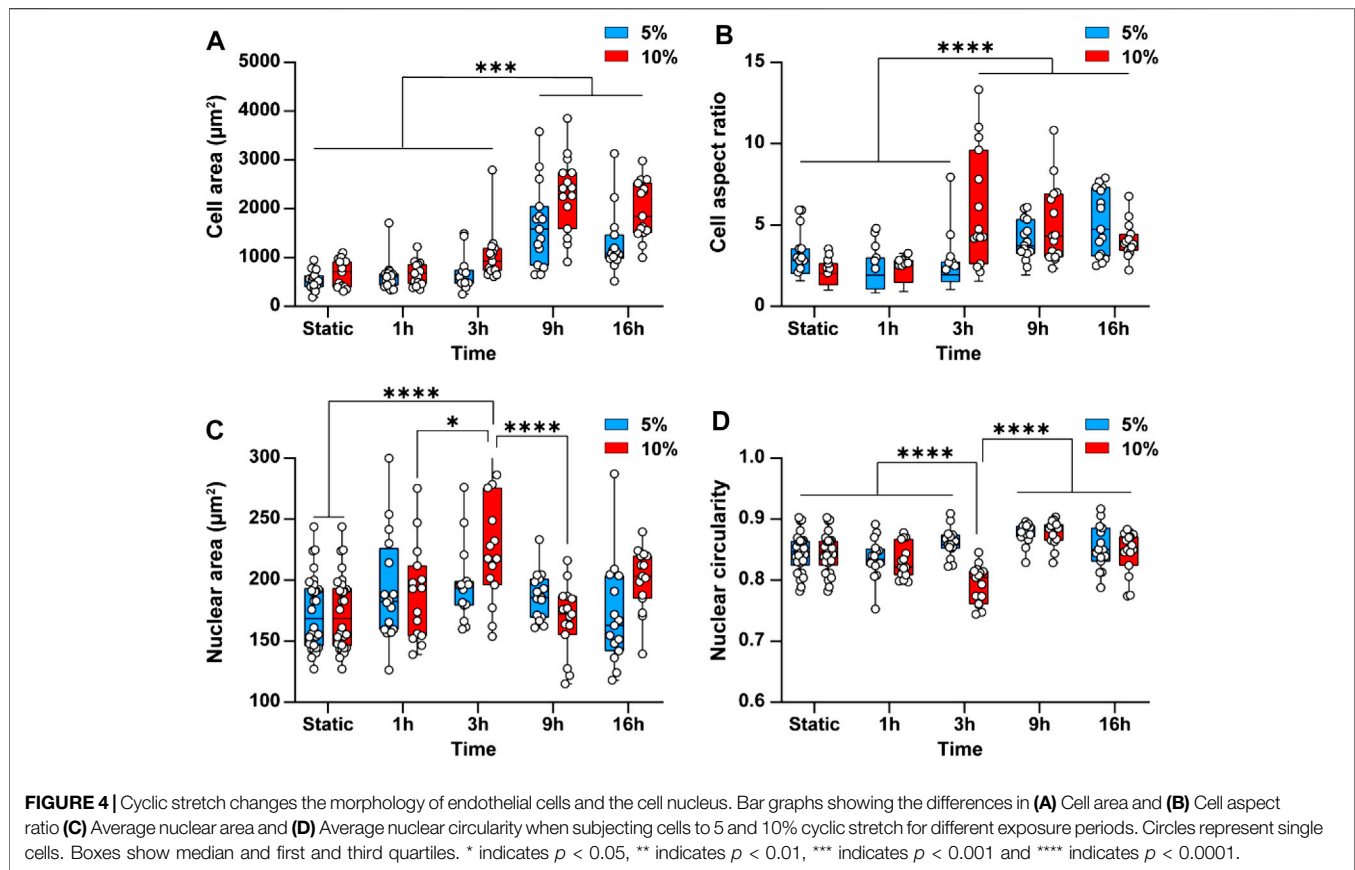 A
5%
10%
Cell area (µm²)
5000
4000
3000
2000
1000
0
***
Static 1h 3h 9h 16h
Time
B
5%
10%
Cell aspect ratio
15
10
5
0
****
Static 1h 3h 9h 16h
Time
C
5%
10%
Nuclear area (µm²)
300
250
200
150
100
****
*
****
Static 1h 3h 9h 16h
Time
D
5%
10%
Nuclear circularity
1.0
0.9
0.8
0.7
0.6
****
****
Static 1h 3h 9h 16h
Time
FIGURE 4 | Cyclic stretch changes the morphology of endothelial cells and the cell nucleus. Bar graphs showing the differences in (A) Cell area and (B) Cell aspect
ratio (C) Average nuclear area and (D) Average nuclear circularity when subjecting cells to 5 and 10% cyclic stretch for different exposure periods. Circles represent single
cells. Boxes show median and first and third quartiles. * indicates p < 0.05, ** indicates p < 0.01, *** indicates p < 0.001 and **** indicates p < 0.0001.